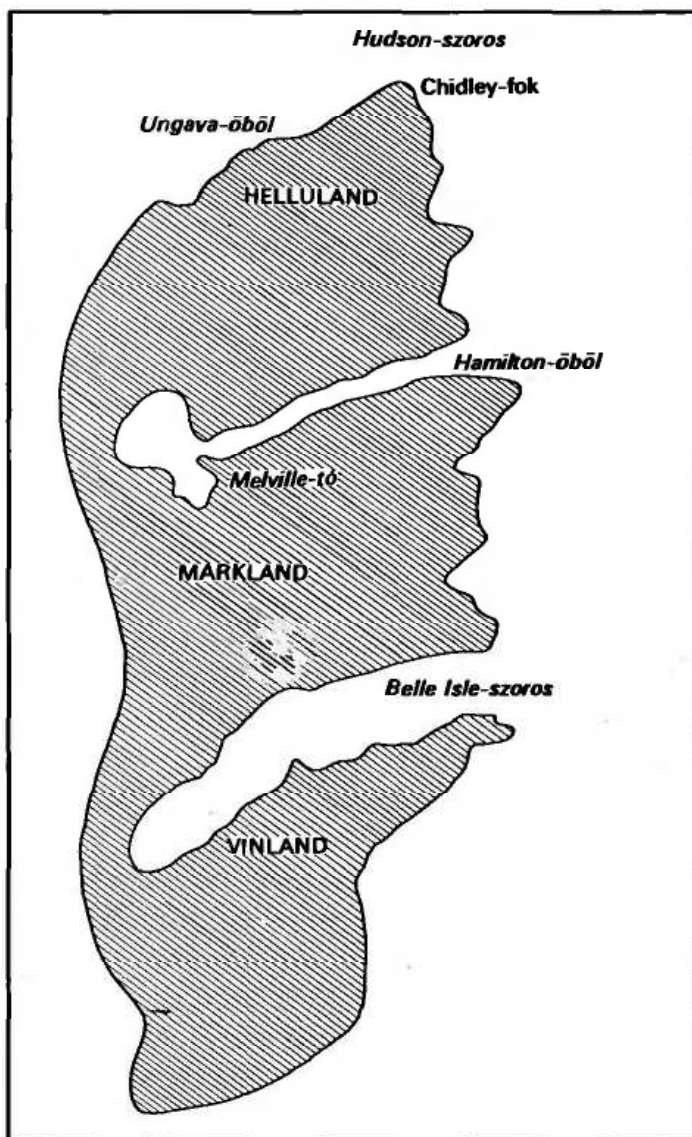 Hudson-szoros
Chidley-fok
Ungava-öböl
HELLULAND
Hamilton-öböl
Melville-tó
MARKLAND
Belle Isle-szoros
VINLAND